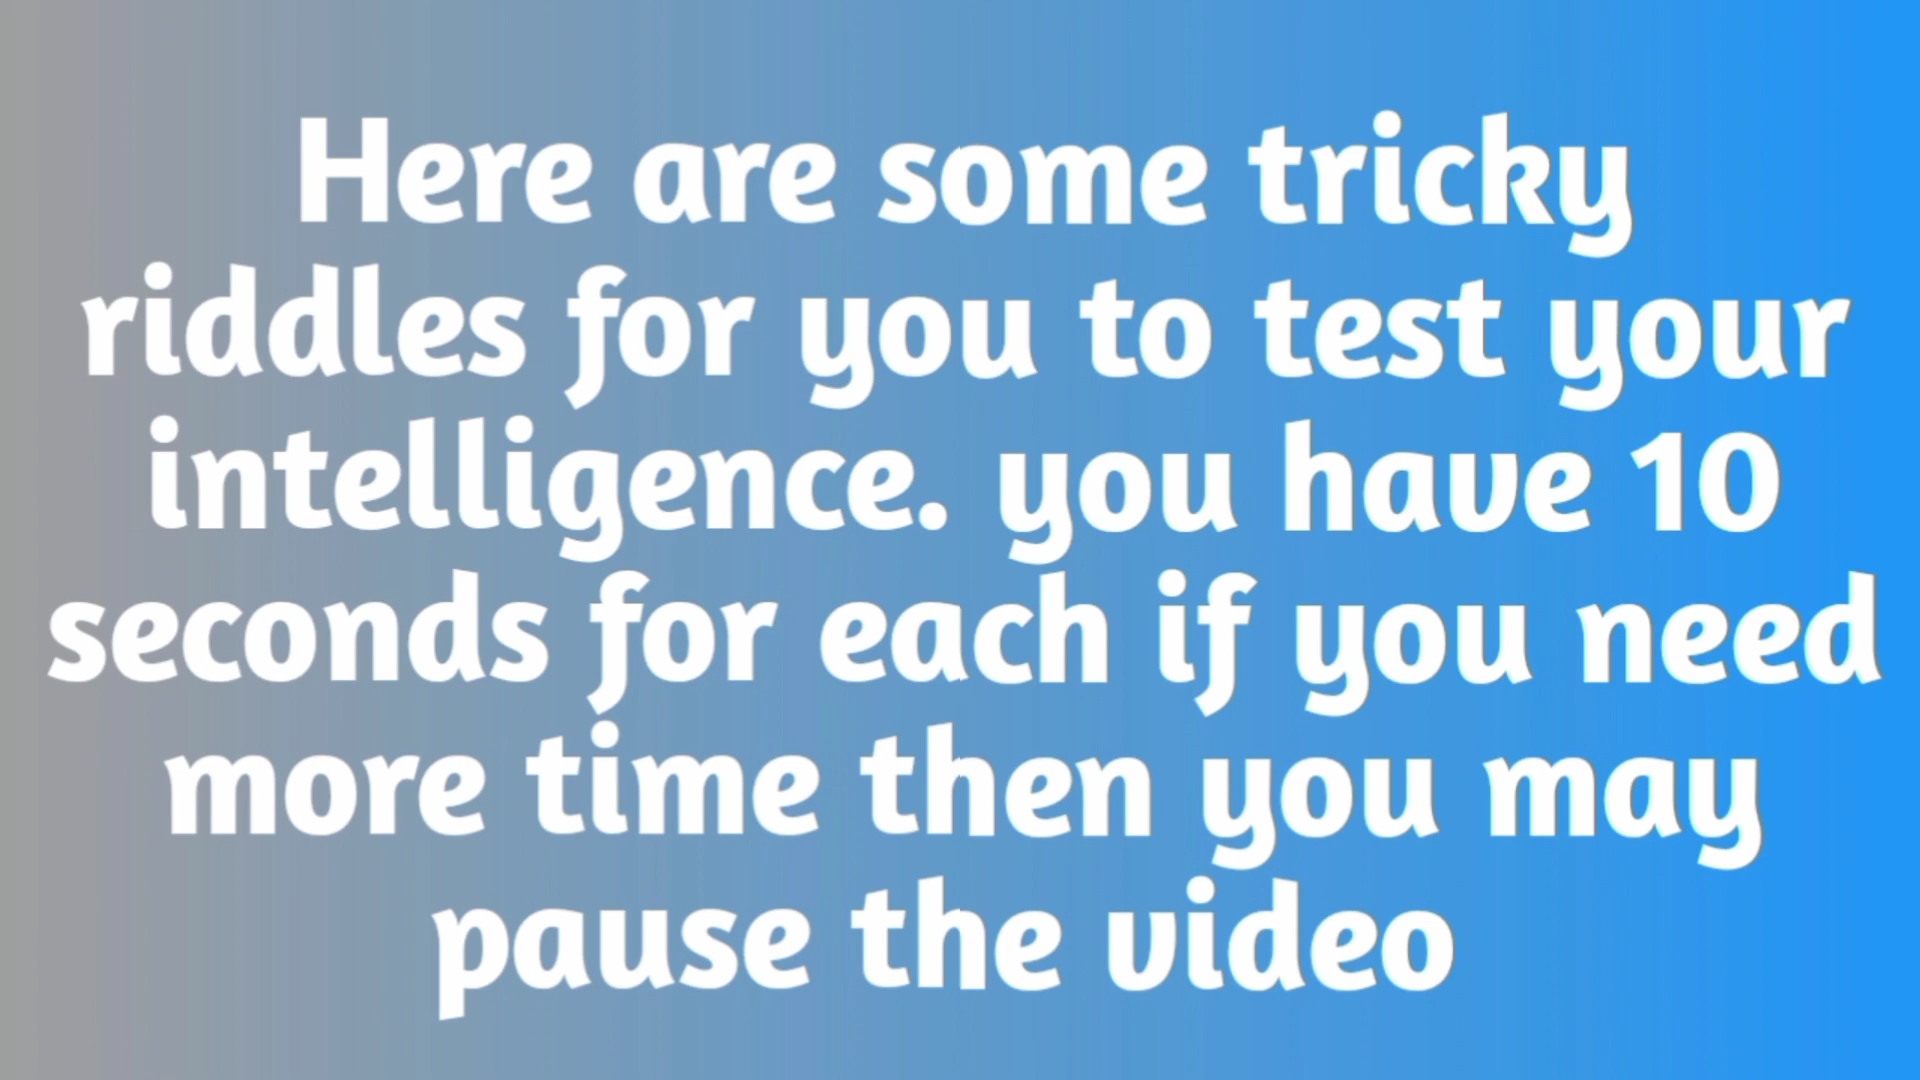 Here are some tricky
riddles for you to test your
intelligence. you have 10
seconds for each if you need
more time then you may
pause the video